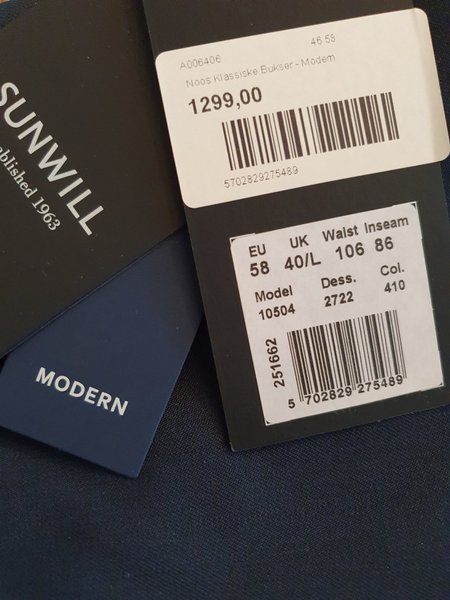 SUNWILL
ablished 1963
MODERN
A006406 46.58
Noos Klassiske Bukser - Modern
1299,00
5702829275489
EU UK Waist Inseam
58 40/L 106 86
Model Dess. Col.
10504 2722 410
251662
5 702829 275489